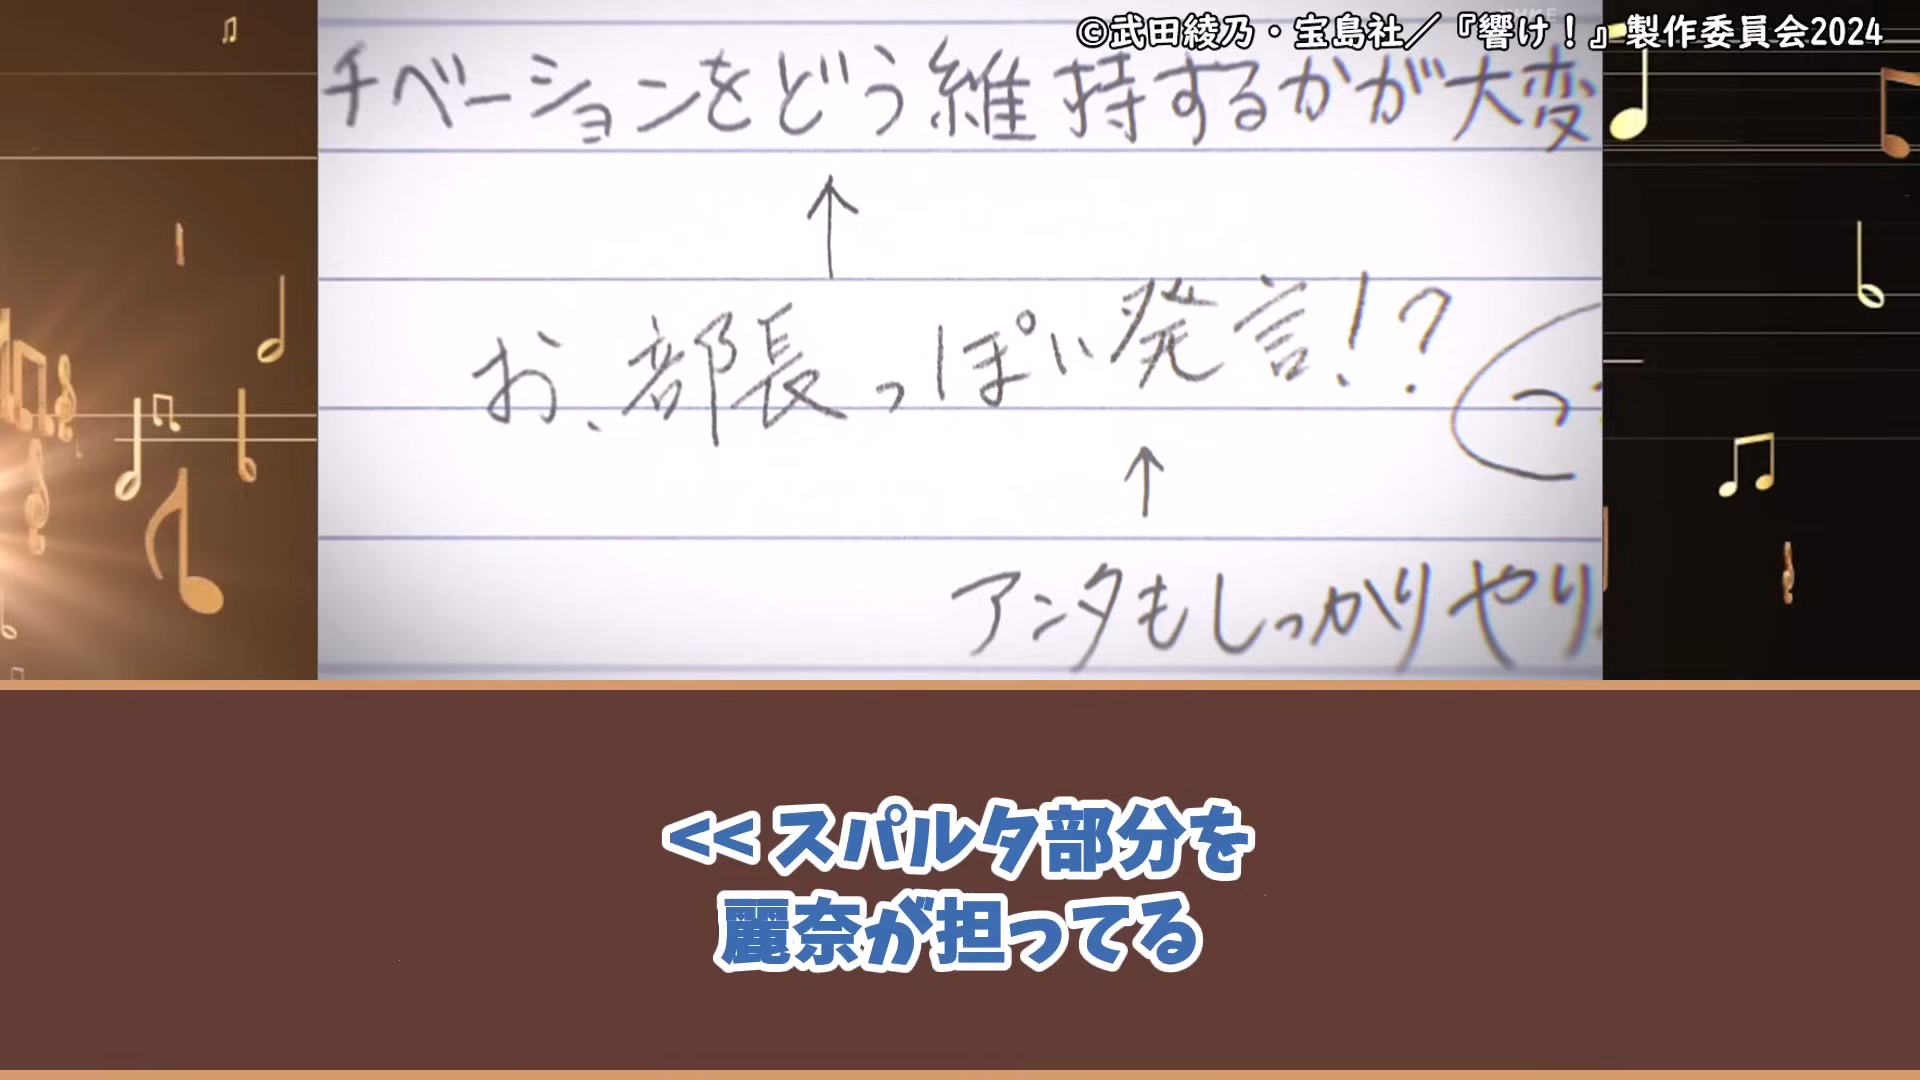 ©武田綾乃・宝島社／『響け！』製作委員会2024
チベーションをどう維持するかが大変
↑
お、部長っぽい発言!?
↑
アンタもしっかりやり
<< スパルタ部分を
麗奈が担ってる